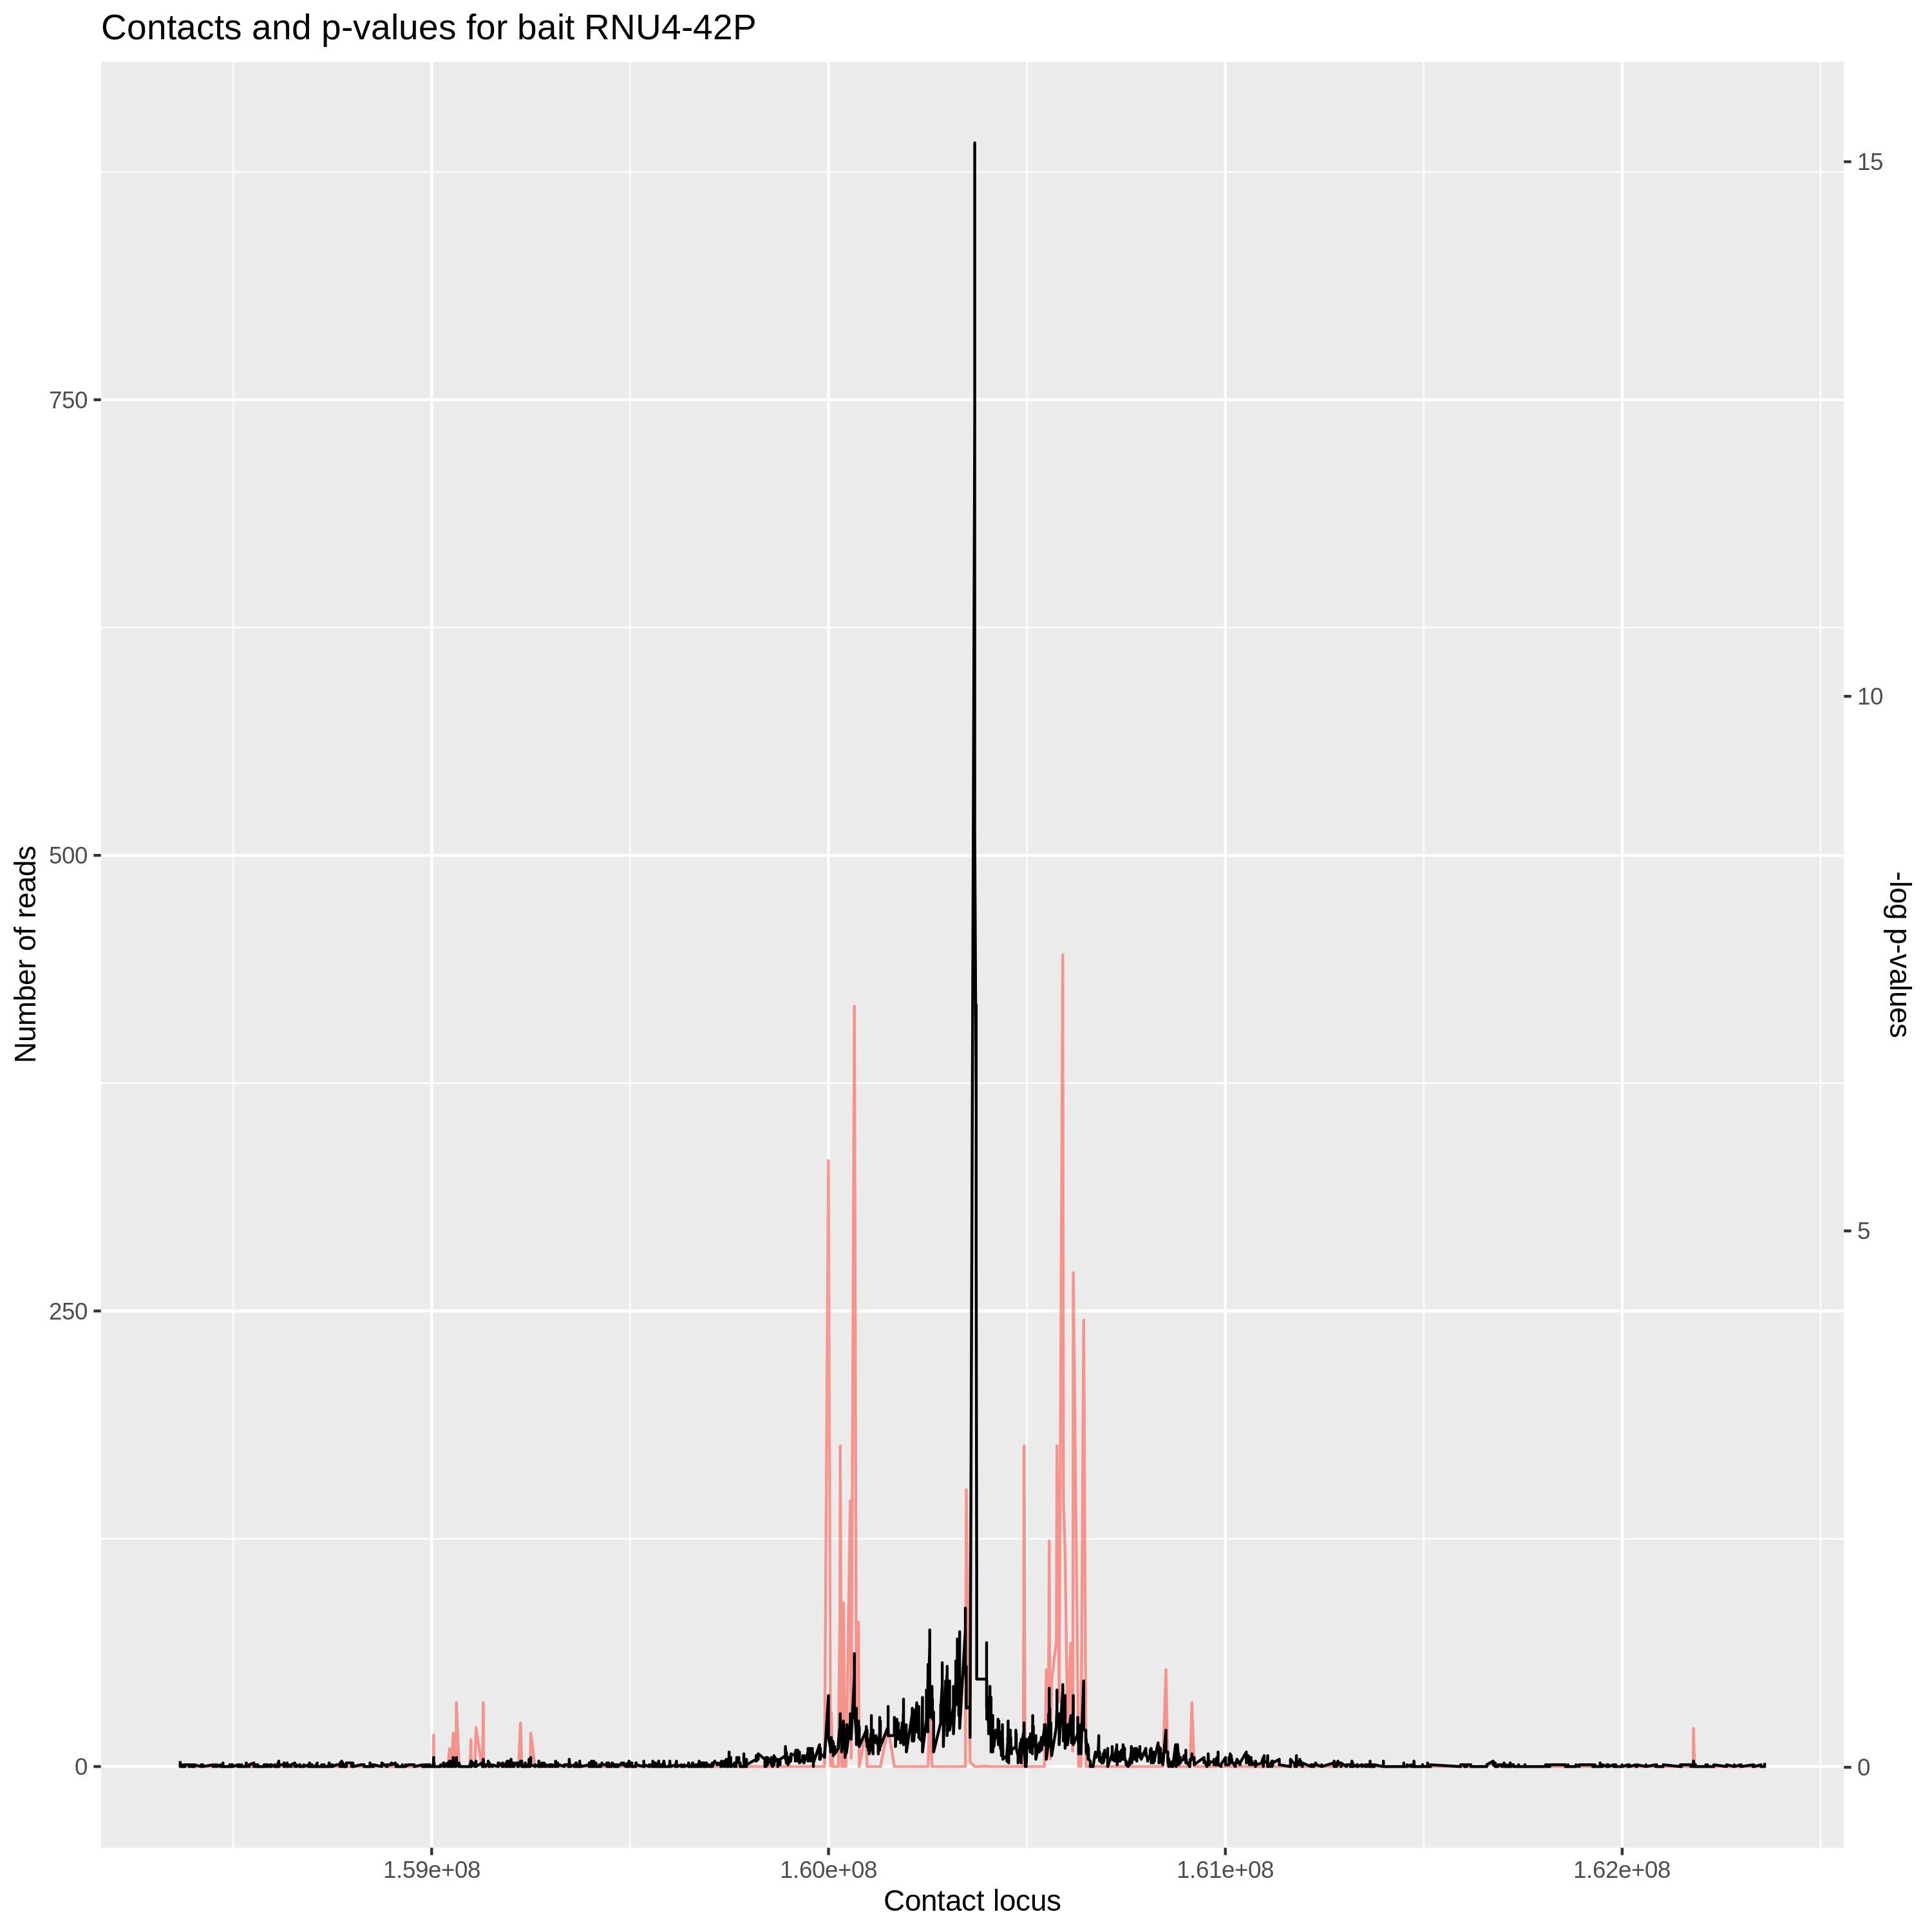 Contacts and p-values for bait RNU4-42P
Number of reads
750
500
250
0
15
10
5
0
-log p-values
1.59e+08
1.60e+08
1.61e+08
1.62e+08
Contact locus